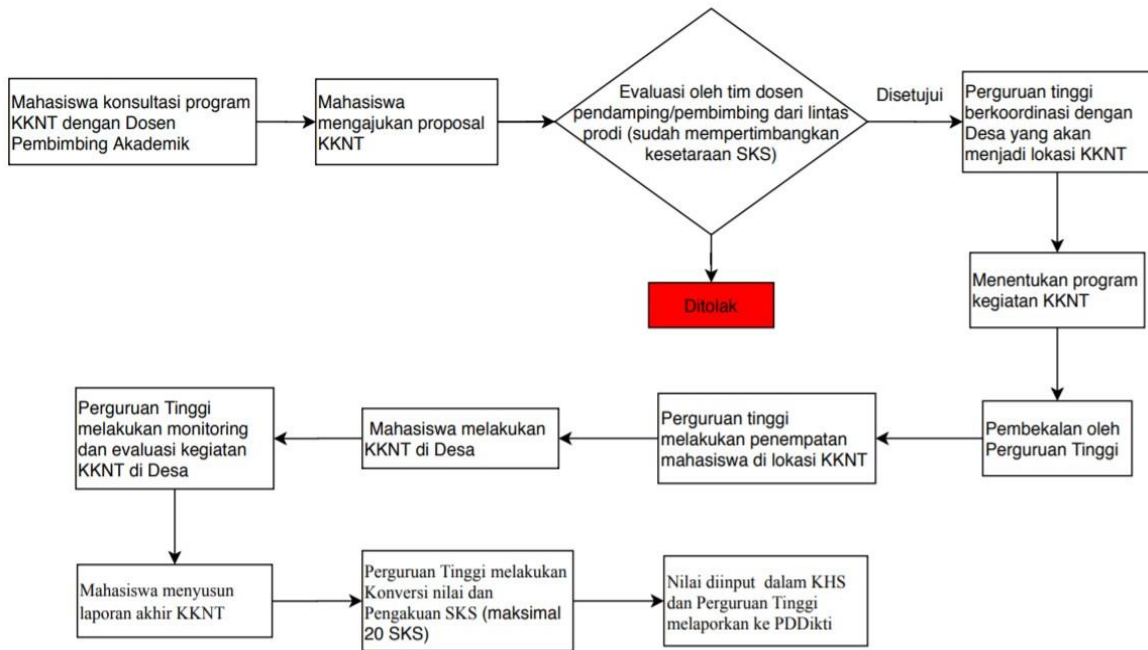 Mahasiswa konsultasi program
KKNT dengan Dosen
Pembimbing Akademik
Mahasiswa
mengajukan proposal
KKNT
Evaluasi oleh tim dosen
pendamping/pembimbing dari lintas
prodi (sudah mempertimbangkan
kesetaraan SKS)
Disetujui
Perguruan tinggi
berkoordinasi dengan
Desa yang akan
menjadi lokasi KKNT
Ditolak
Menentukan program
kegiatan KKNT
Pembekalan oleh
Perguruan Tinggi
Perguruan tinggi
melakukan penempatan
mahasiswa di lokasi KKNT
Mahasiswa melakukan
KKNT di Desa
Perguruan Tinggi
melakukan monitoring
dan evaluasi kegiatan
KKNT di Desa
Mahasiswa menyusun
laporan akhir KKNT
Perguruan Tinggi melakukan
Konversi nilai dan
Pengakuan SKS (maksimal
20 SKS)
Nilai diinput dalam KHS
dan Perguruan Tinggi
melaporkan ke PDDikti